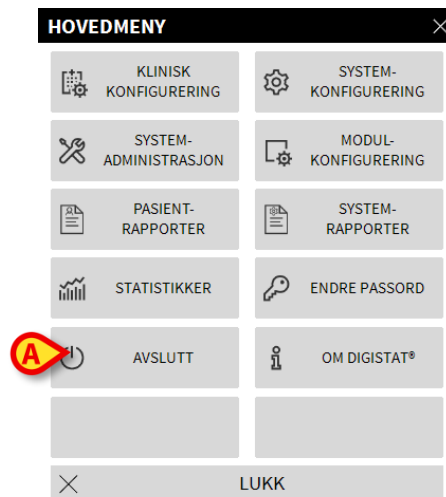 HOVEDMENY
KLINISK
KONFIGURERING
SYSTEM-
KONFIGURERING
SYSTEM-
ADMINISTRASJON
MODUL-
KONFIGURERING
PASIENT-
RAPPORTER
SYSTEM-
RAPPORTER
STATISTIKKER
ENDRE PASSORD
A
AVSLUTT
OM DIGISTAT®
LUKK